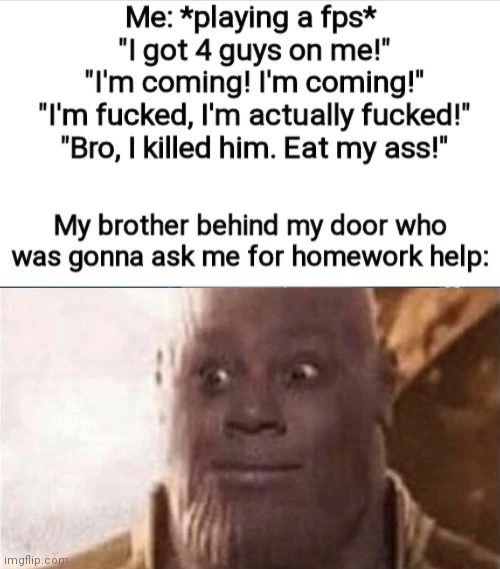 Me: *playing a fps*
"I got 4 guys on me!"
"I'm coming! I'm coming!"
"I'm fucked, I'm actually fucked!"
"Bro, I killed him. Eat my ass!"
My brother behind my door who
was gonna ask me for homework help:
imgflip.com